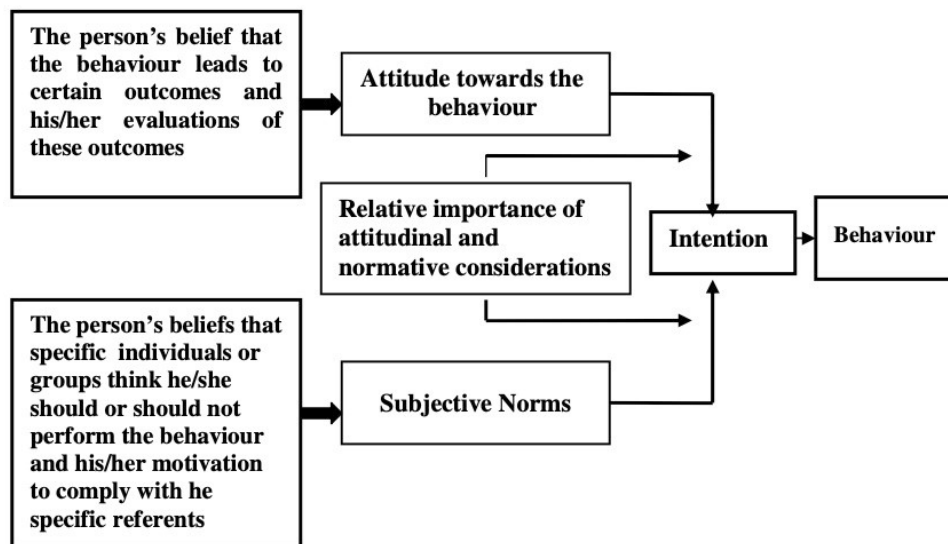 The person's belief that
the behaviour leads to
certain outcomes and
his/her evaluations of
these outcomes
Attitude towards the
behaviour
Relative importance of
attitudinal and
normative considerations
Intention
Behaviour
The person's beliefs that
specific individuals or
groups think he/she
should or should not
perform the behaviour
and his/her motivation
to comply with he
specific referents
Subjective Norms